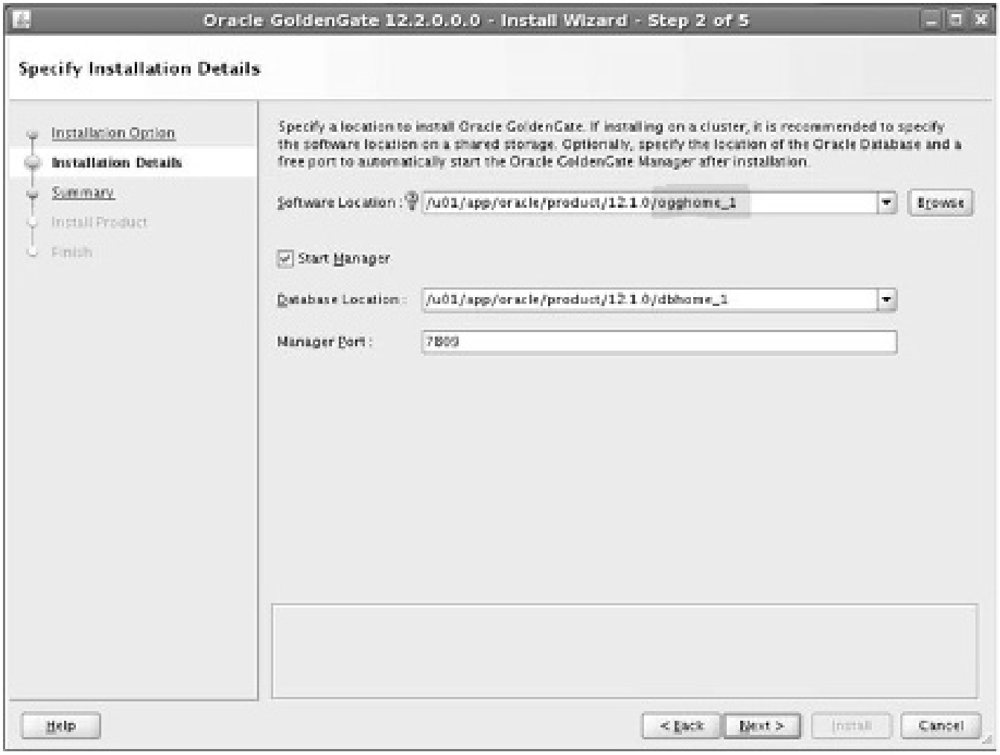 Oracle GoldenGate 12.2.0.0.0 - Install Wizard - Step 2 of 5
Specify Installation Details
Installation Option
Installation Details
Summary
Install Product
Finish
Specify a location to install Oracle GoldenGate. If installing on a cluster, it is recommended to specify
the software location on a shared storage. Optionally, specify the location of the Oracle Database and a
free port to automatically start the Oracle GoldenGate Manager after installation.
Software Location : /u01/app/oracle/product/12.1.0/ogghome_1 Browse
Start Manager
Database Location : /u01/app/oracle/product/12.1.0/dbhome_1
Manager Port : 7809
Help < Back Next > Install Cancel